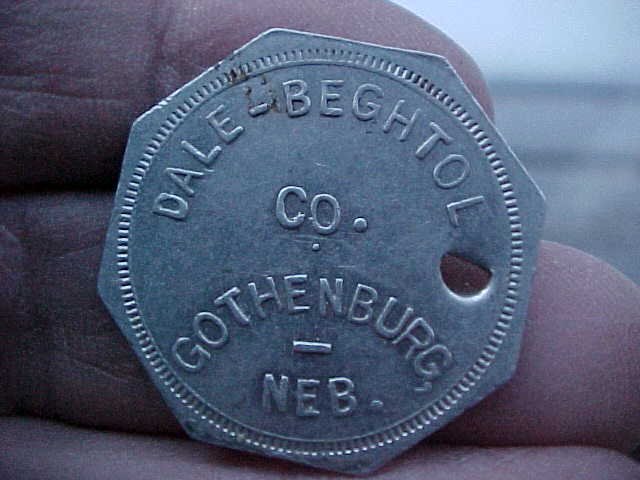 DALE-BEGHTOL
CO.
GOTHENBURG,
NEB.